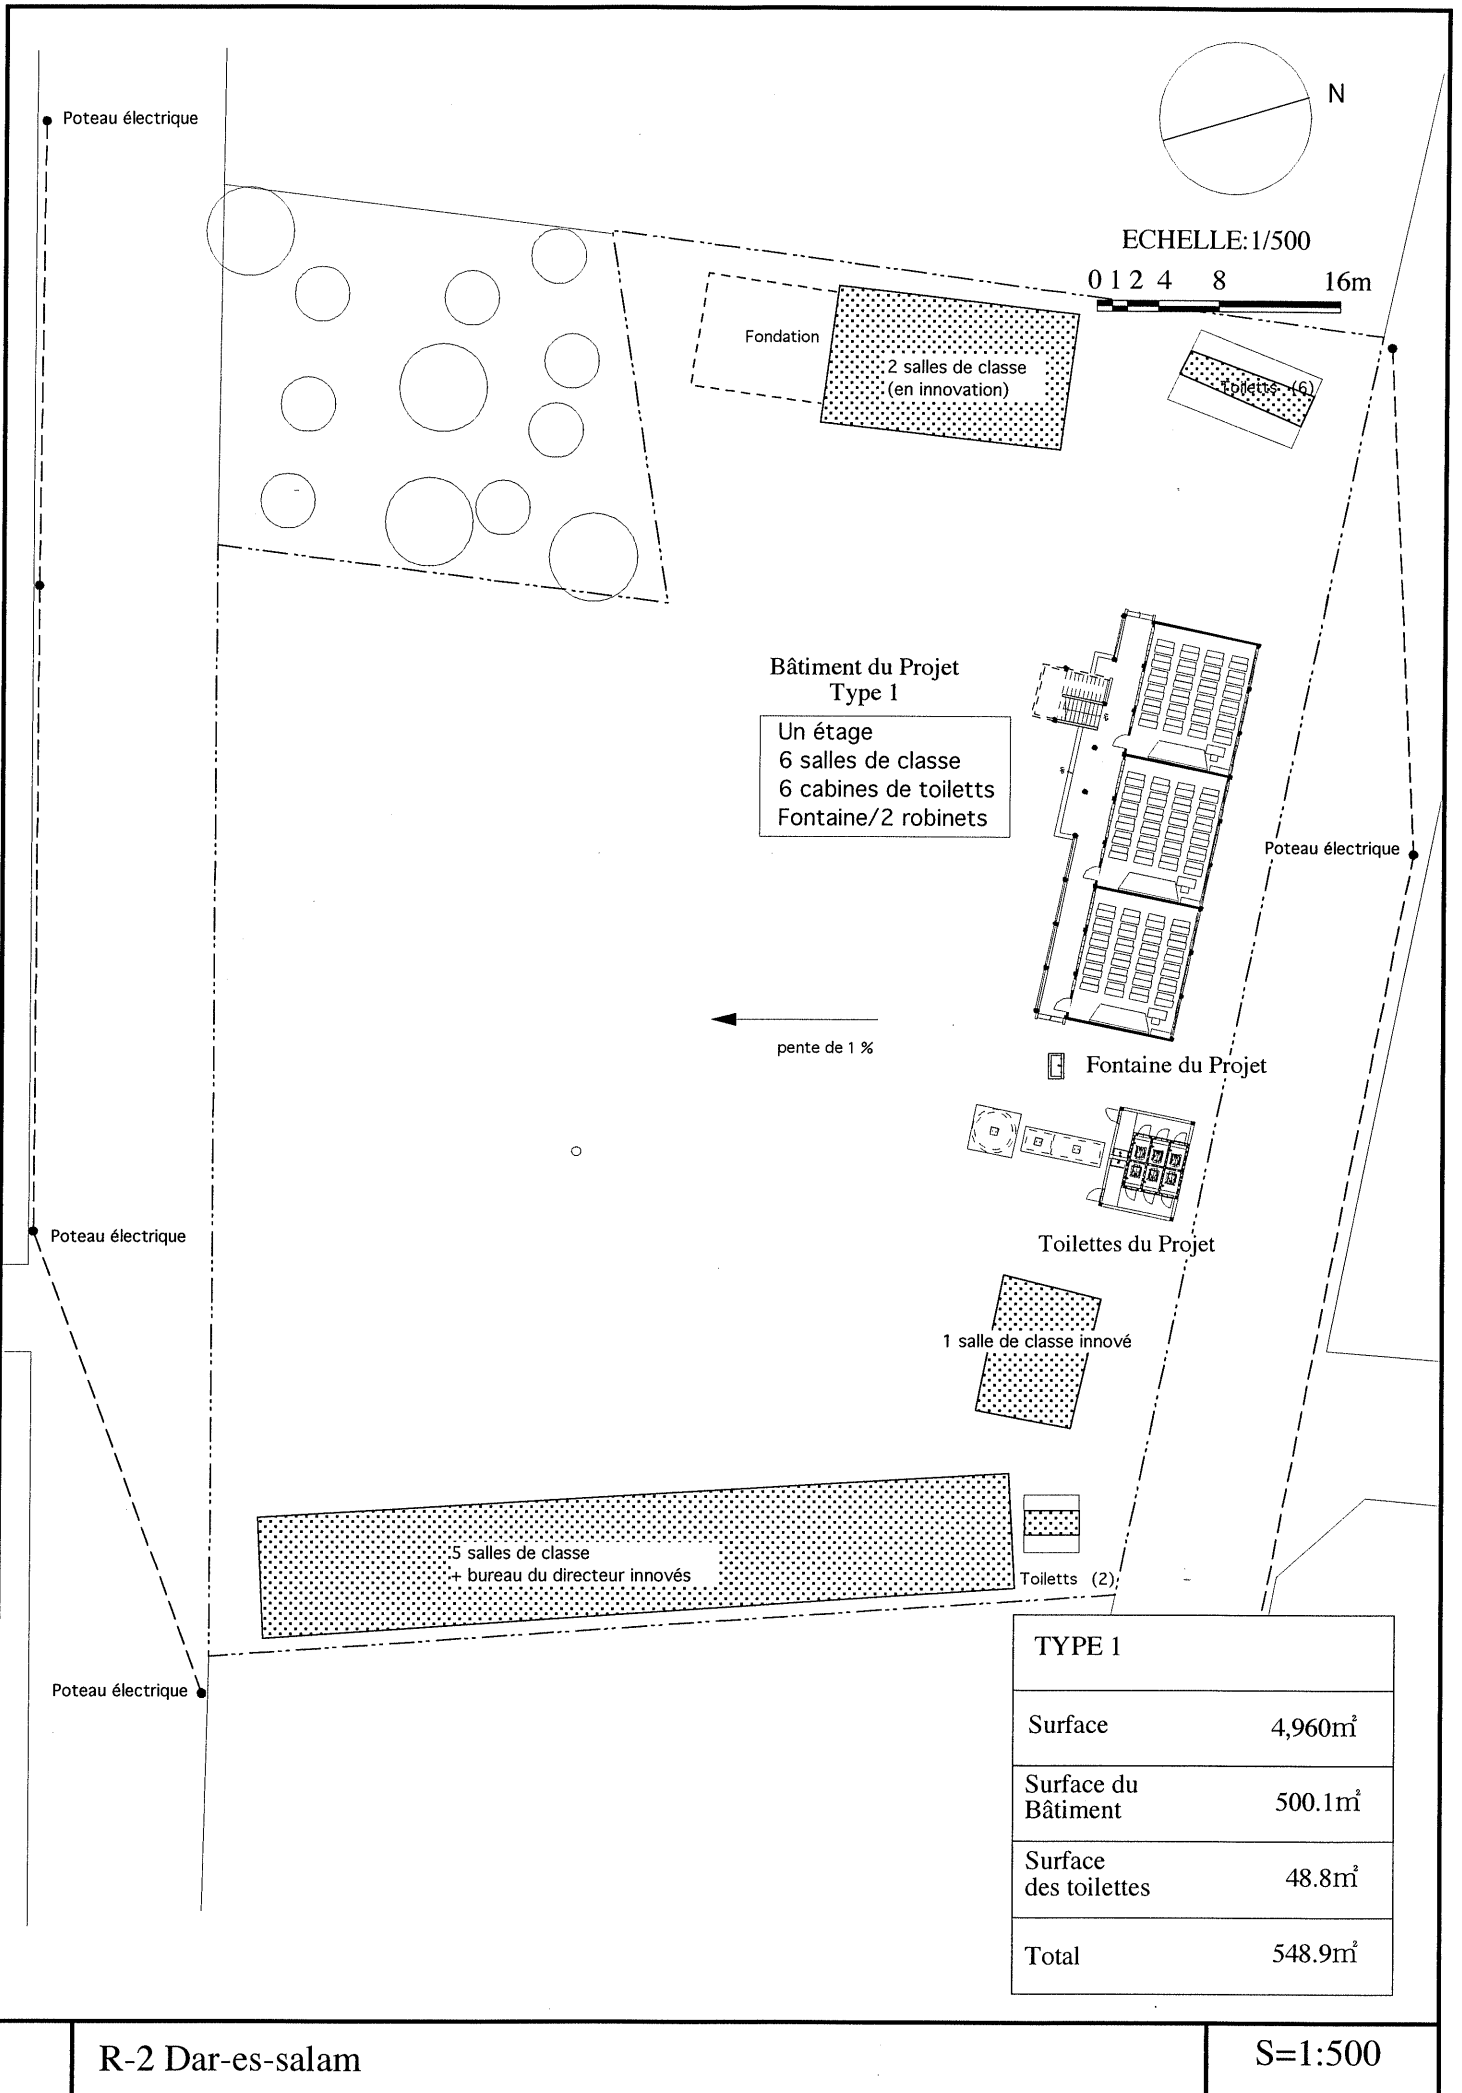 N
Poteau électrique
ECHELLE:1/500
0 1 2 4 8 16m
Fondation
2 salles de classe
(en innovation)
Toiletts (6)
Bâtiment du Projet
Type 1
Un étage
6 salles de classe
6 cabines de toiletts
Fontaine/2 robinets
Poteau électrique
pente de 1 %
Fontaine du Projet
Poteau électrique
Toilettes du Projet
1 salle de classe innové
5 salles de classe
+ bureau du directeur innovés
Toiletts (2)
Poteau électrique
TYPE 1
Surface 4,960m²
Surface du
Bâtiment 500.1m²
Surface
des toilettes 48.8m²
Total 548.9m²
R-2 Dar-es-salam
S=1:500